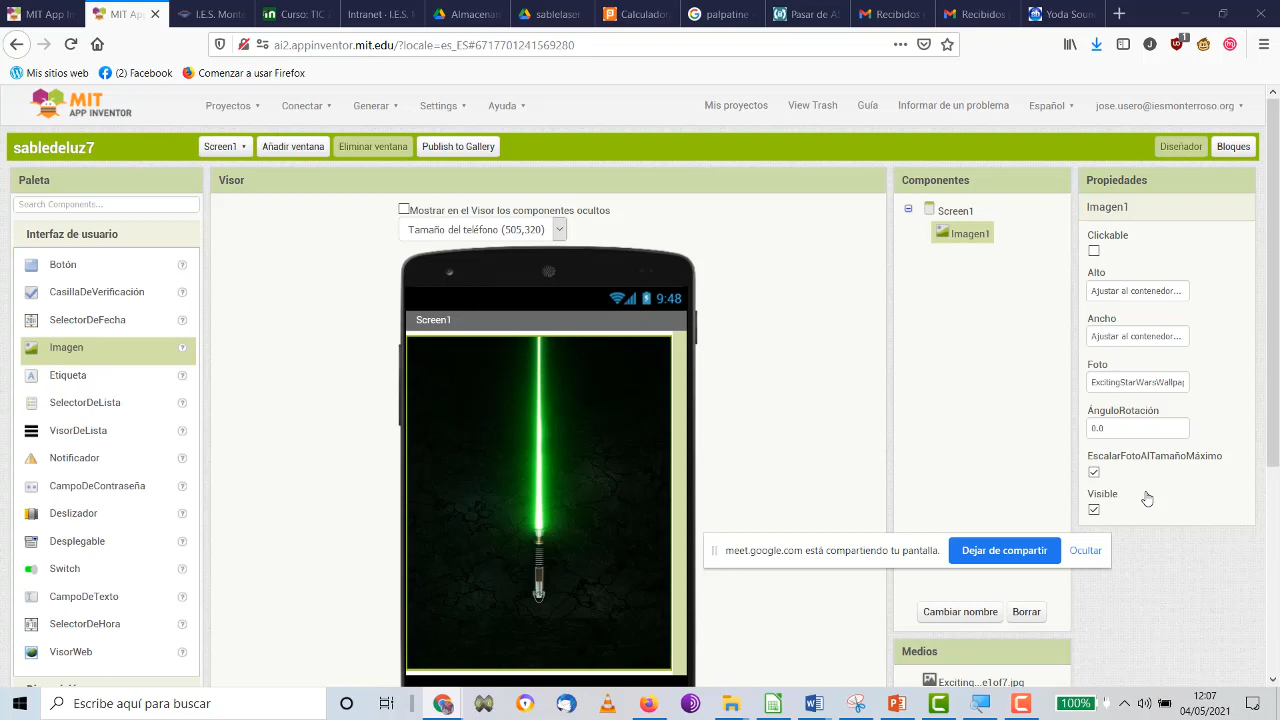 MIT App
MIT App
I.E.S. Monte
Curso: TIC
Intranet - I.E.S. M
Almacena
sablelaser
Calculado
palpatine
Pasar de AS
Recibidos
Recibidos
Yoda Soun
ai2.appinventor.mit.edu/?locale=es_ES#6717701241569280
Mis sitios web
(2) Facebook
Comenzar a usar Firefox
MIT
APP INVENTOR
Proyectos
Conectar
Generar
Settings
Ayuda
Mis proyectos
View Trash
Guía
Informar de un problema
Español
jose.usero@iesmonterroso.org
sabledeluz7
Screen1
Añadir ventana
Eliminar ventana
Publish to Gallery
Diseñador
Bloques
Paleta
Search Components...
Interfaz de usuario
Botón
CasillaDeVerificación
SelectorDeFecha
Imagen
Etiqueta
SelectorDeLista
VisorDeLista
Notificador
CampoDeContraseña
Deslizador
Desplegable
Switch
CampoDeTexto
SelectorDeHora
VisorWeb
Visor
Mostrar en el Visor los componentes ocultos
Tamaño del teléfono (505,320)
9:48
Screen1
Componentes
Screen1
Imagen1
Cambiar nombre
Borrar
Medios
Exciting...e1of7.jpg
Propiedades
Imagen1
Clickable
Alto
Ajustar al contenedor...
Ancho
Ajustar al contenedor...
Foto
ExcitingStarWarsWallpap
ÁnguloRotación
0.0
EscalarFotoAlTamañoMáximo
Visible
meet.google.com está compartiendo tu pantalla.
Dejar de compartir
Ocultar
Escribe aquí para buscar
100%
12:07
04/05/2021